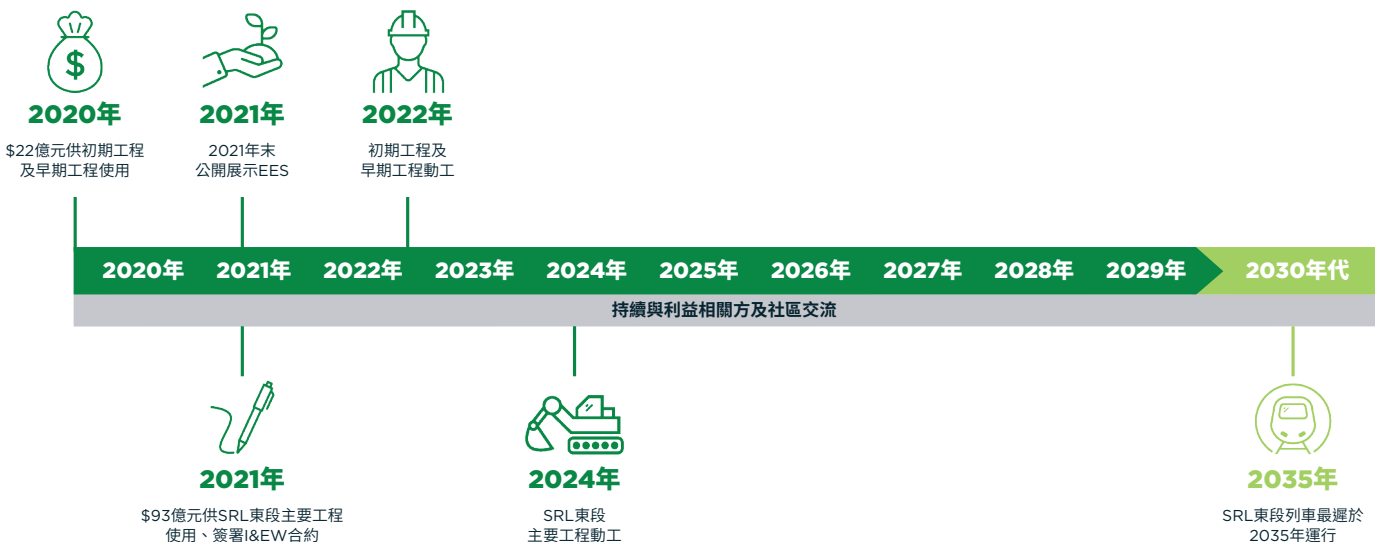 $
2020年
$22億元供初期工程
及早期工程使用
2021年
2021年末
公開展示EES
2022年
初期工程及
早期工程動工
2020年
2021年
2022年
2023年
2024年
2025年
2026年
2027年
2028年
2029年
2030年代
持續與利益相關方及社區交流
2021年
$93億元供SRL東段主要工程
使用、簽署I&EW合約
2024年
SRL東段
主要工程動工
2035年
SRL東段列車最遲於
2035年運行